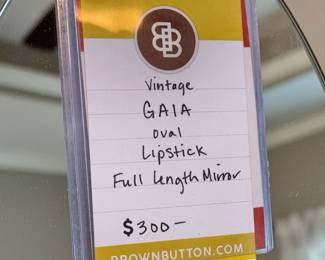 B B
Vintage
GAIA
oval
Lipstick
Full Length Mirror
$300-
BROWNBUTTON.COM